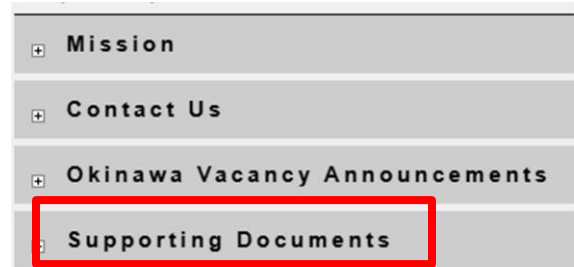 Mission
Contact Us
Okinawa Vacancy Announcements
Supporting Documents